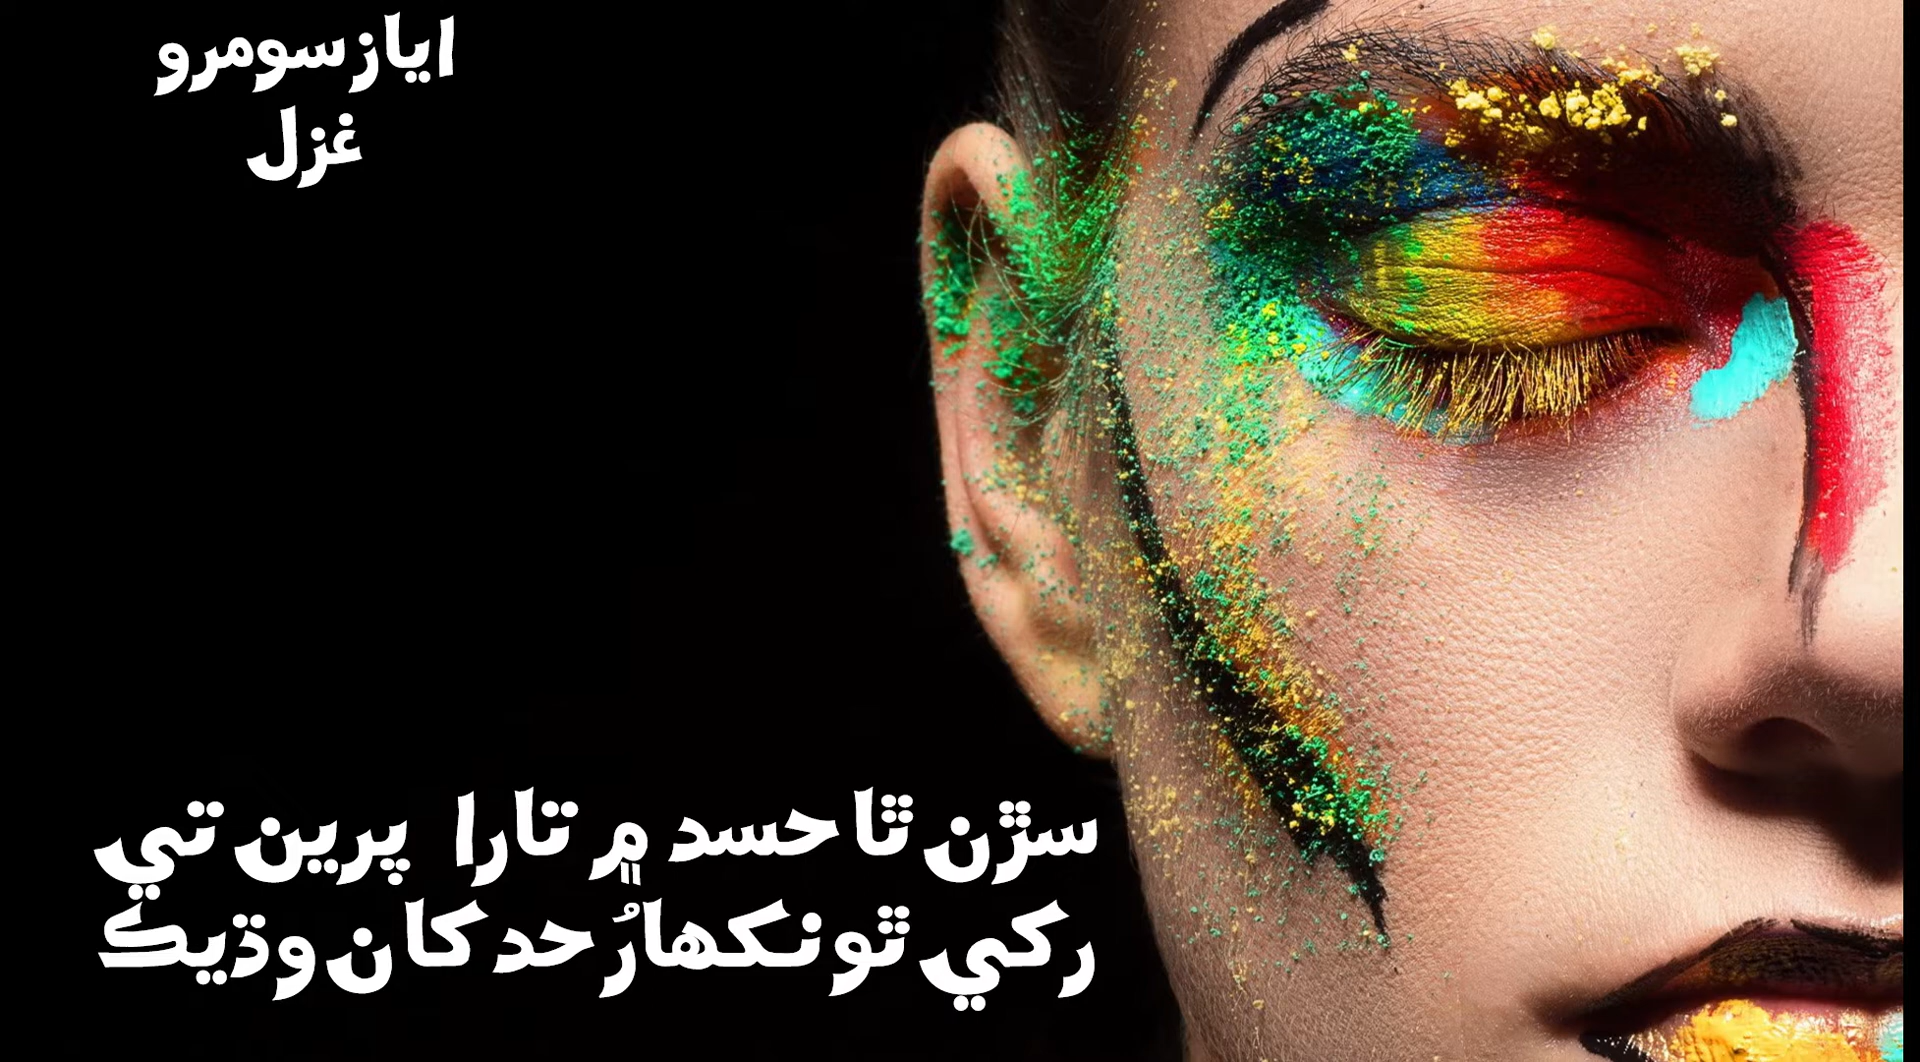 اياز سومرو
غزل
سڙن ٿا حسد ۾ تارا پرين تي
رکي ٿو نکھارُ حد کان وڌيڪ